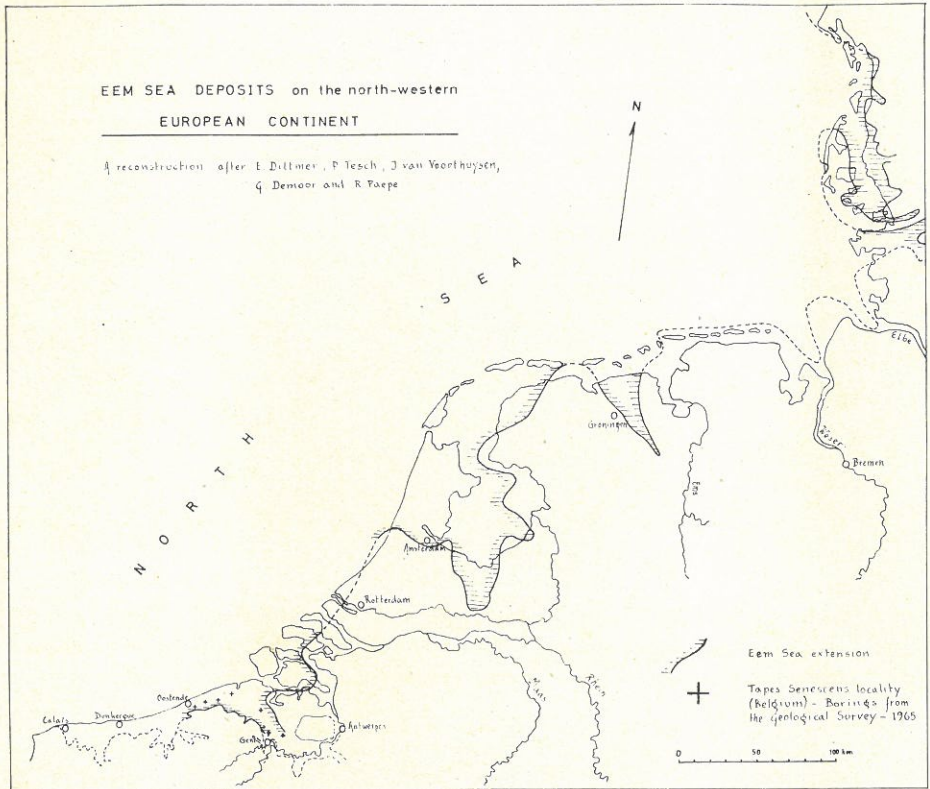 EEM SEA DEPOSITS on the north-western
EUROPEAN CONTINENT
A reconstruction after E. Dittmer, P Tesch, J van Voorthuysen,
G Demoor and R Paepe
N
NORTH SEA
Elbe
Weser
Bremen
Groningen
Ems
Amsterdam
Rotterdam
Maas
Rhein
Oostende
Calais
Dunkerque
Gent
Antwerpen
Eem Sea extension
Tapes Senescens locality
(Belgium) - Borings from
the Geological Survey - 1965
0 50 100 km